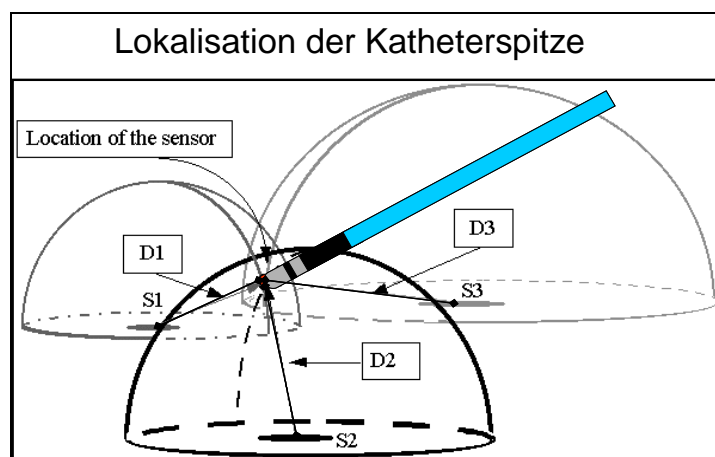 Lokalisation der Katheterspitze
Location of the sensor
D1
D3
S1
S3
D2
S2